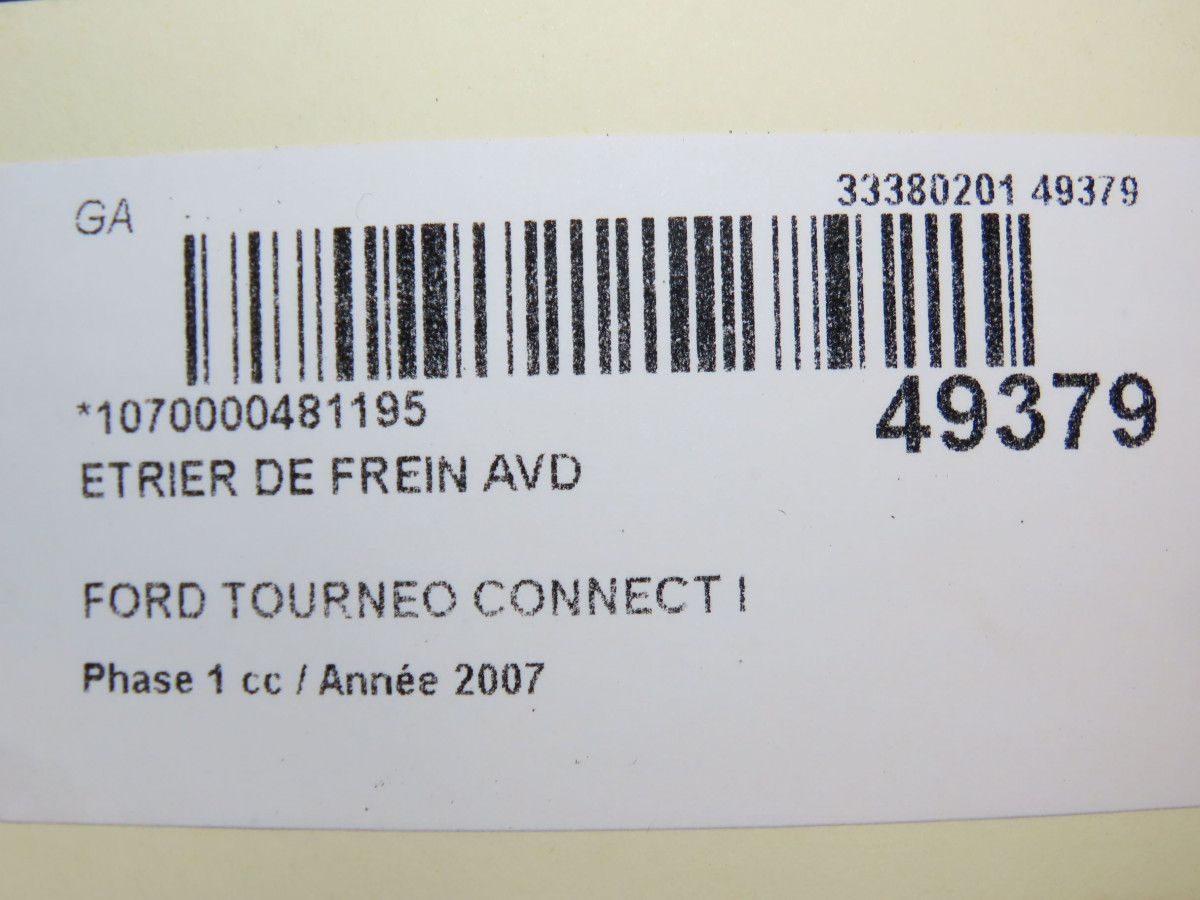 GA
33380201 49379
*1070000481195
49379
ETRIER DE FREIN AVD
FORD TOURNEO CONNECT I
Phase 1 cc / Année 2007